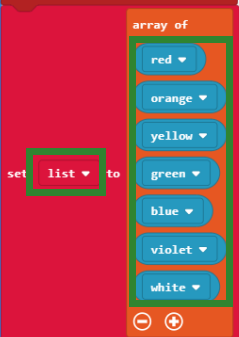 array of
red
orange
yellow
set list to
green
blue
violet
white